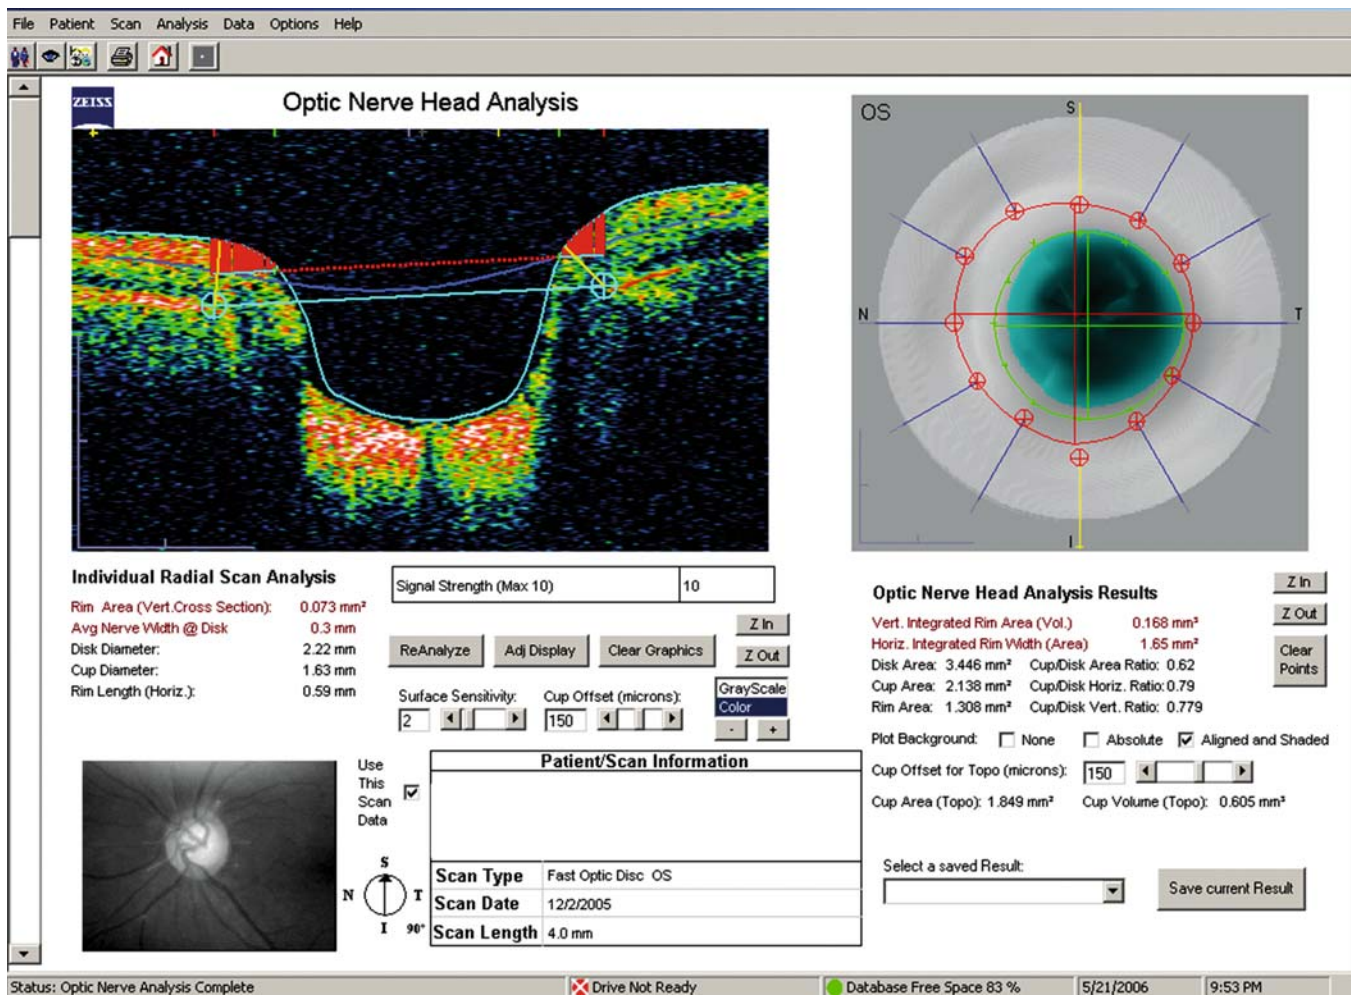 File Patient Scan Analysis Data Options Help
ZEISS
Optic Nerve Head Analysis
OS
S
N
T
I
Individual Radial Scan Analysis
Rim Area (Vert.Cross Section): 0.073 mm²
Avg Nerve Width @ Disk 0.3 mm
Disk Diameter: 2.22 mm
Cup Diameter: 1.63 mm
Rim Length (Horiz.): 0.59 mm
Signal Strength (Max 10) 10
Z In
ReAnalyze Adj Display Clear Graphics Z Out
Surface Sensitivity: Cup Offset (microns): GrayScale
2 150 Color
- +
Optic Nerve Head Analysis Results
Z In
Z Out
Clear Points
Vert. Integrated Rim Area (Vol.) 0.168 mm³
Horiz. Integrated Rim Width (Area) 1.65 mm²
Disk Area: 3.446 mm² Cup/Disk Area Ratio: 0.62
Cup Area: 2.138 mm² Cup/Disk Horiz. Ratio: 0.79
Rim Area: 1.308 mm² Cup/Disk Vert. Ratio: 0.779
Plot Background: None Absolute Aligned and Shaded
Cup Offset for Topo (microns): 150
Cup Area (Topo): 1.849 mm² Cup Volume (Topo): 0.605 mm³
Select a saved Result:
Save current Result
Use
This
Scan
Data
S
N T
I 90°
Patient/Scan Information
Scan Type Fast Optic Disc OS
Scan Date 12/2/2005
Scan Length 4.0 mm
Status: Optic Nerve Analysis Complete Drive Not Ready Database Free Space 83 % 5/21/2006 9:53 PM